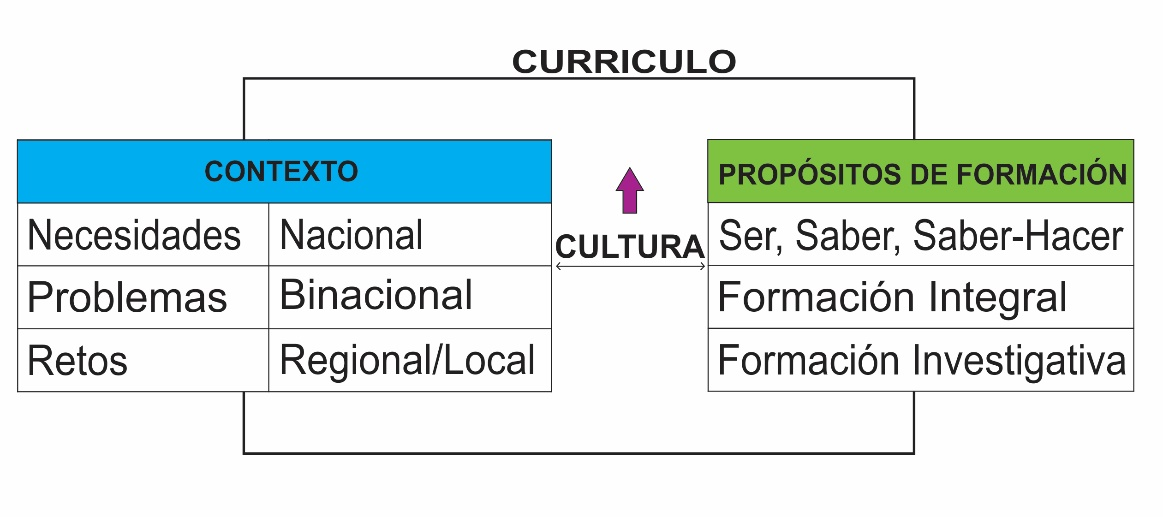 CURRICULO
CONTEXTO
Necesidades Nacional
Problemas Binacional
Retos Regional/Local
CULTURA
PROPÓSITOS DE FORMACIÓN
Ser, Saber, Saber-Hacer
Formación Integral
Formación Investigativa